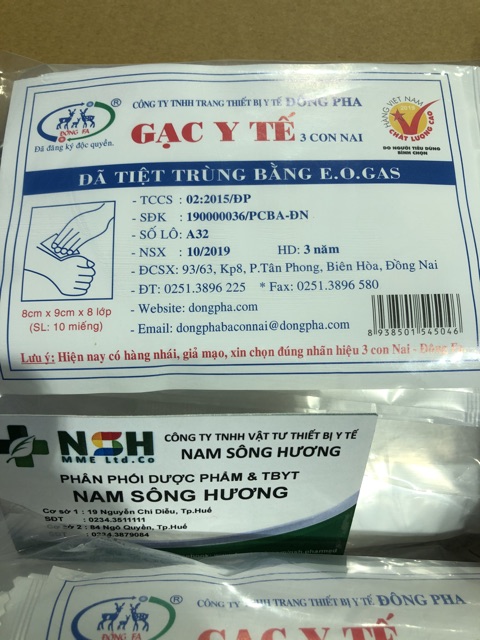 CÔNG TY TNHH TRANG THIẾT BỊ Y TẾ ĐÔNG PHA
®
ĐÔNG PA
Đã đăng ký độc quyền.
GẠC Y TẾ 3 CON NAI
HÀNG VIỆT NAM
CHẤT LƯỢNG CAO
DO NGƯỜI TIÊU DÙNG
BÌNH CHỌN
ĐÃ TIỆT TRÙNG BẰNG E.O.GAS
- TCCS : 02:2015/ĐP
- SĐK : 190000036/PCBA-ĐN
- SỐ LÔ: A32
- NSX : 10/2019 HD: 3 năm
- ĐCSX: 93/63, Kp8, P.Tân Phong, Biên Hòa, Đồng Nai
- ĐT: 0251.3896 225 * Fax: 0251.3896 580
- Website: dongpha.com
- Email: dongphabaconnai@dongpha.com
8cm x 9cm x 8 lớp
(SL: 10 miếng)
8 938501 545046
Lưu ý: Hiện nay có hàng nhái, giả mạo, xin chọn đúng nhãn hiệu 3 con Nai - Đông
NSH
MME Ltd.Co
CÔNG TY TNHH VẬT TƯ THIẾT BỊ Y TẾ
NAM SÔNG HƯƠNG
PHÂN PHỐI DƯỢC PHẨM & TBYT
NAM SÔNG HƯƠNG
Cơ sở 1 : 19 Nguyễn Chí Diểu, Tp.Huế
SĐT : 0234.3511111
Cơ sở 2 : 84 Ngô Quyền, Tp.Huế
: 0234.3879084
®
ĐÔNG PA
CÔNG TY TNHH TRANG THIẾT BỊ Y TẾ ĐÔNG PHA
GẠC Y TẾ